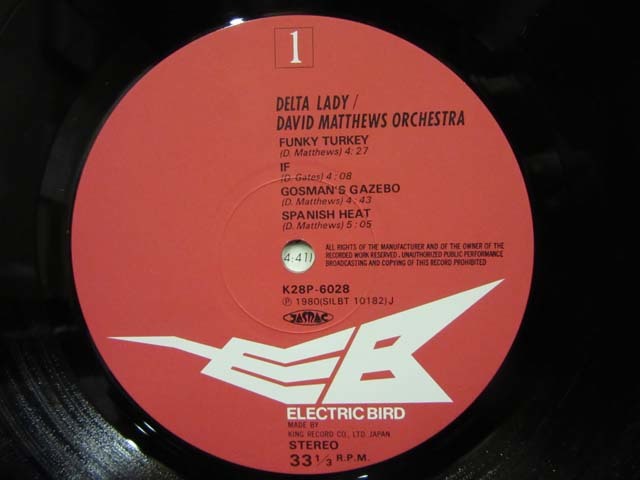 1
DELTA LADY /
DAVID MATTHEWS ORCHESTRA
FUNKY TURKEY
(D. Matthews) 4:27
IF
(D. Gates) 4:08
GOSMAN'S GAZEBO
(D. Matthews) 4:43
SPANISH HEAT
(D. Matthews) 5:05
ALL RIGHTS OF THE MANUFACTURER AND OF THE OWNER OF THE
RECORDED WORK RESERVED. UNAUTHORIZED PUBLIC PERFORMANCE
BROADCASTING AND COPYING OF THIS RECORD PROHIBITED
4:41)
K28P-6028
Ⓟ 1980 (SILBT 10182) J
JASRAC
EB
ELECTRIC BIRD
MADE BY
KING RECORD CO., LTD. JAPAN
STEREO
33 1/3 R.P.M.